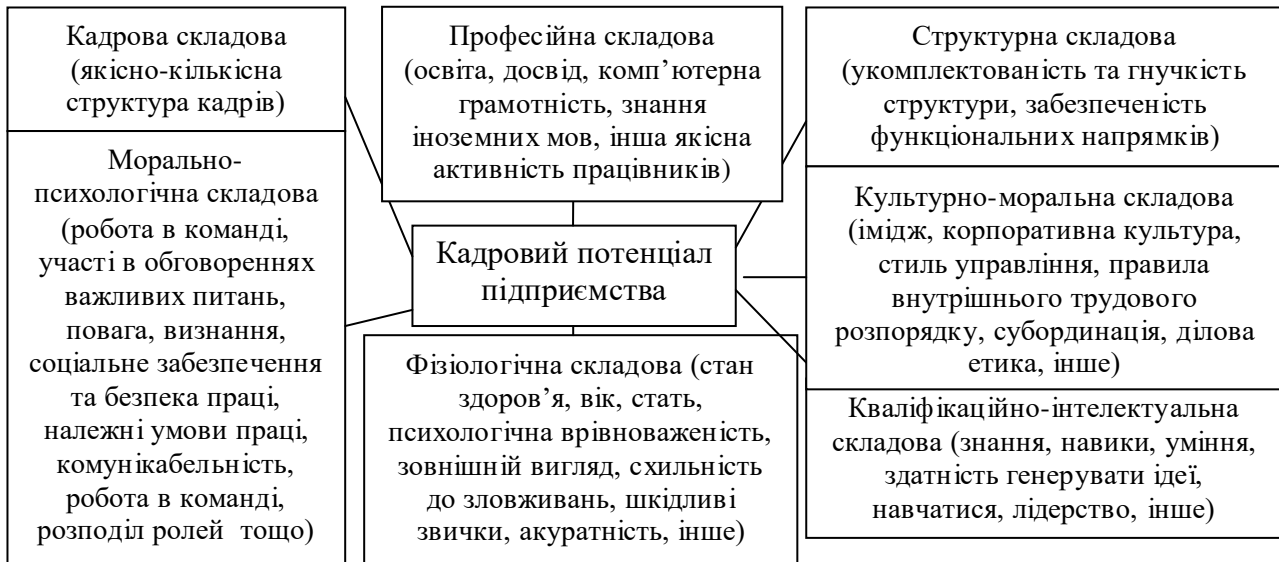 Кадрова складова
(якісно-кількісна
структура кадрів)
Морально-
психологічна складова
(робота в команді,
участі в обговореннях
важливих питань,
повага, визнання,
соціальне забезпечення
та безпека праці,
належні умови праці,
комунікабельність,
робота в команді,
розподіл ролей тощо)
Професійна складова
(освіта, досвід, комп’ютерна
грамотність, знання
іноземних мов, інша якісна
активність працівників)
Кадровий потенціал
підприємства
Фізіологічна складова (стан
здоров’я, вік, стать,
психологічна врівноваженість,
зовнішній вигляд, схильність
до зловживань, шкідливі
звички, акуратність, інше)
Структурна складова
(укомплектованість та гнучкість
структури, забезпеченість
функціональних напрямків)
Культурно-моральна складова
(імідж, корпоративна культура,
стиль управління, правила
внутрішнього трудового
розпорядку, субординація, ділова
етика, інше)
Кваліфікаційно-інтелектуальна
складова (знання, навики, уміння,
здатність генерувати ідеї,
навчатися, лідерство, інше)